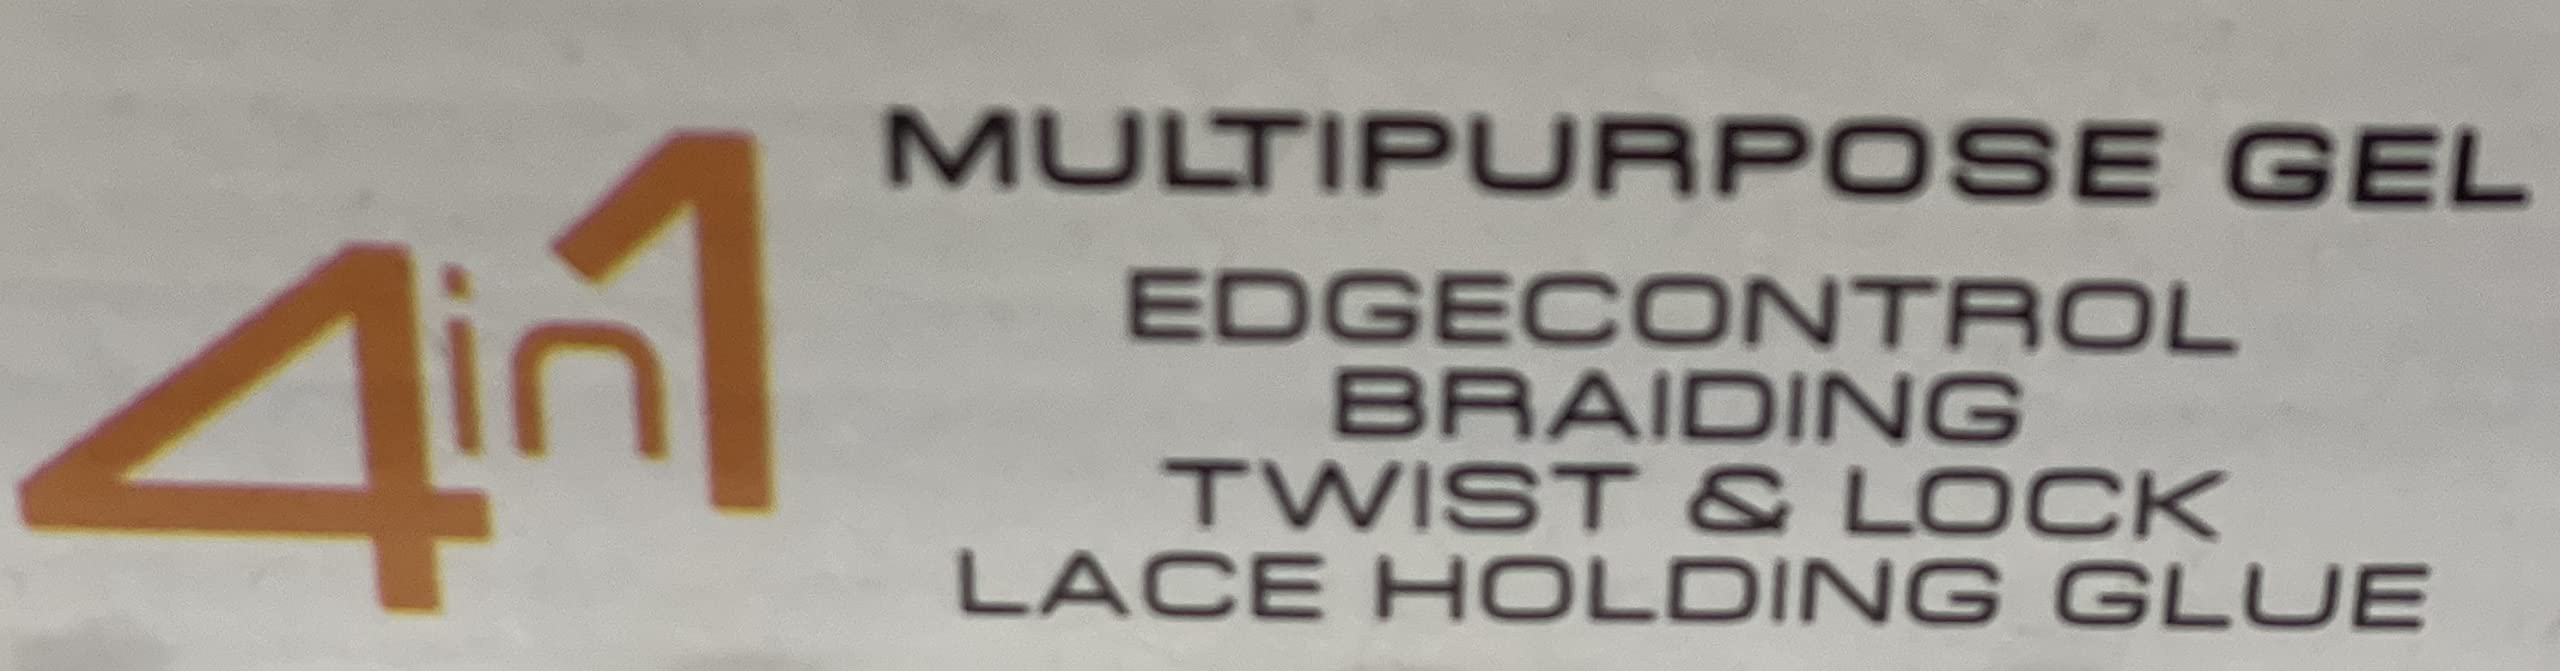 4in1
MULTIPURPOSE GEL
EDGECONTROL
BRAIDING
TWIST & LOCK
LACE HOLDING GLUE